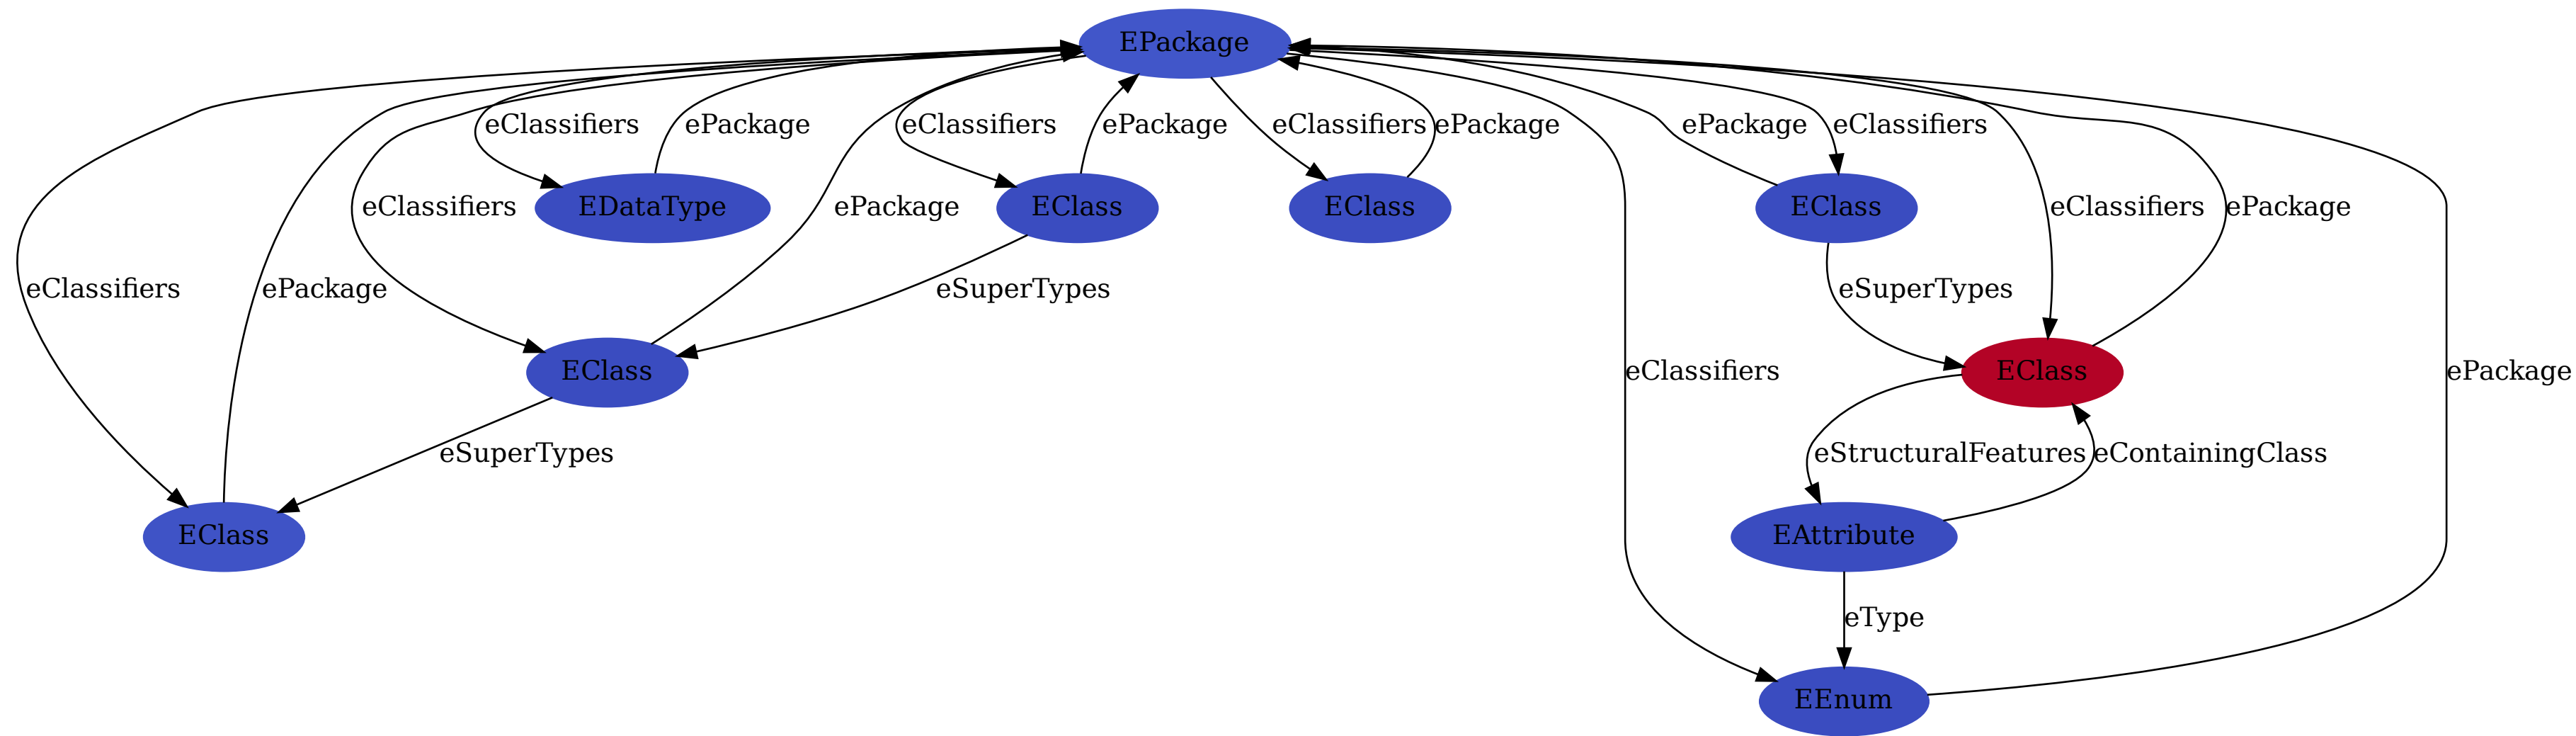 EPackage
eClassifiers
ePackage
eClassifiers
ePackage
eClassifiers
ePackage
ePackage
eClassifiers
eClassifiers
EDataType
ePackage
EClass
EClass
EClass
eClassifiers
ePackage
eClassifiers
ePackage
eSuperTypes
eSuperTypes
EClass
eClassifiers
EClass
ePackage
eSuperTypes
eStructuralFeatures
eContainingClass
EClass
EAttribute
eType
EEnum